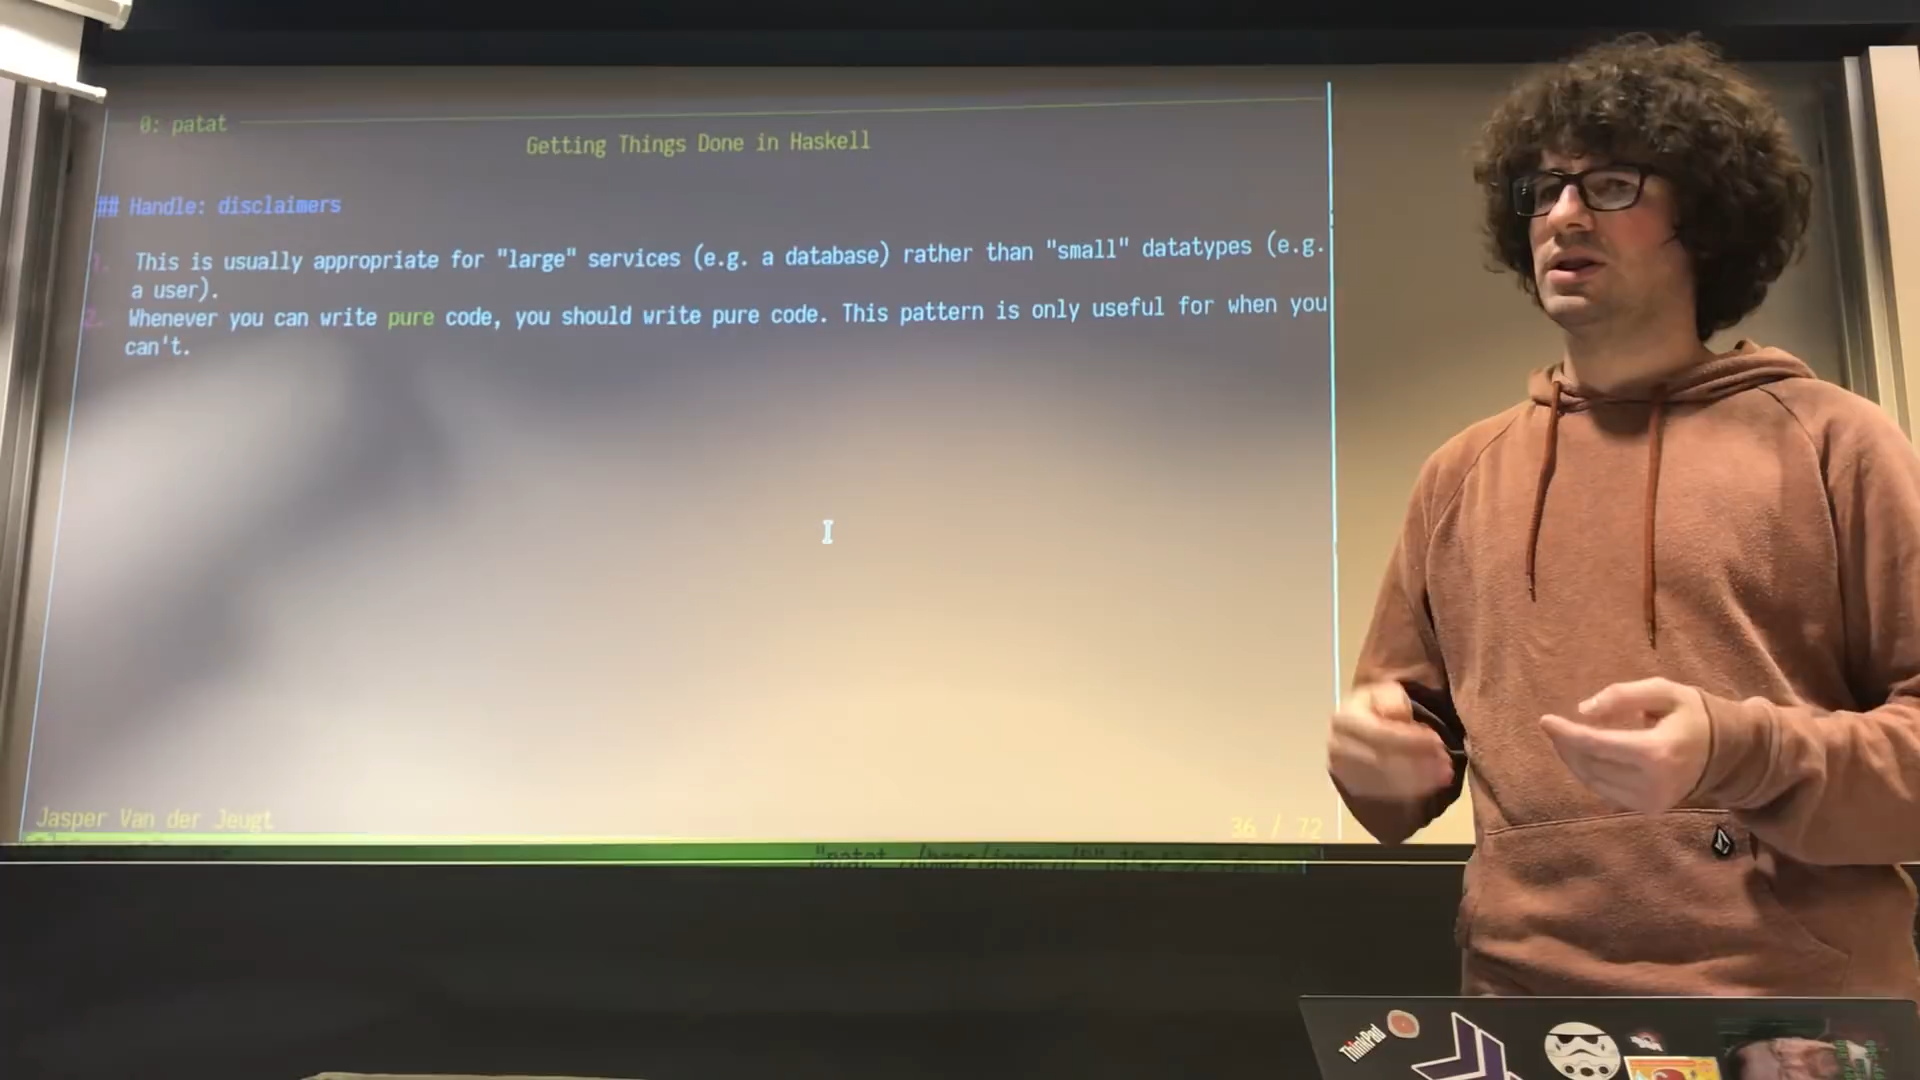 0: patat
Getting Things Done in Haskell
## Handle: disclaimers
1. This is usually appropriate for "large" services (e.g. a database) rather than "small" datatypes (e.g.
a user).
2. Whenever you can write pure code, you should write pure code. This pattern is only useful for when you
can't.
Jasper Van der Jeugt
36 / 72
ThinkPad